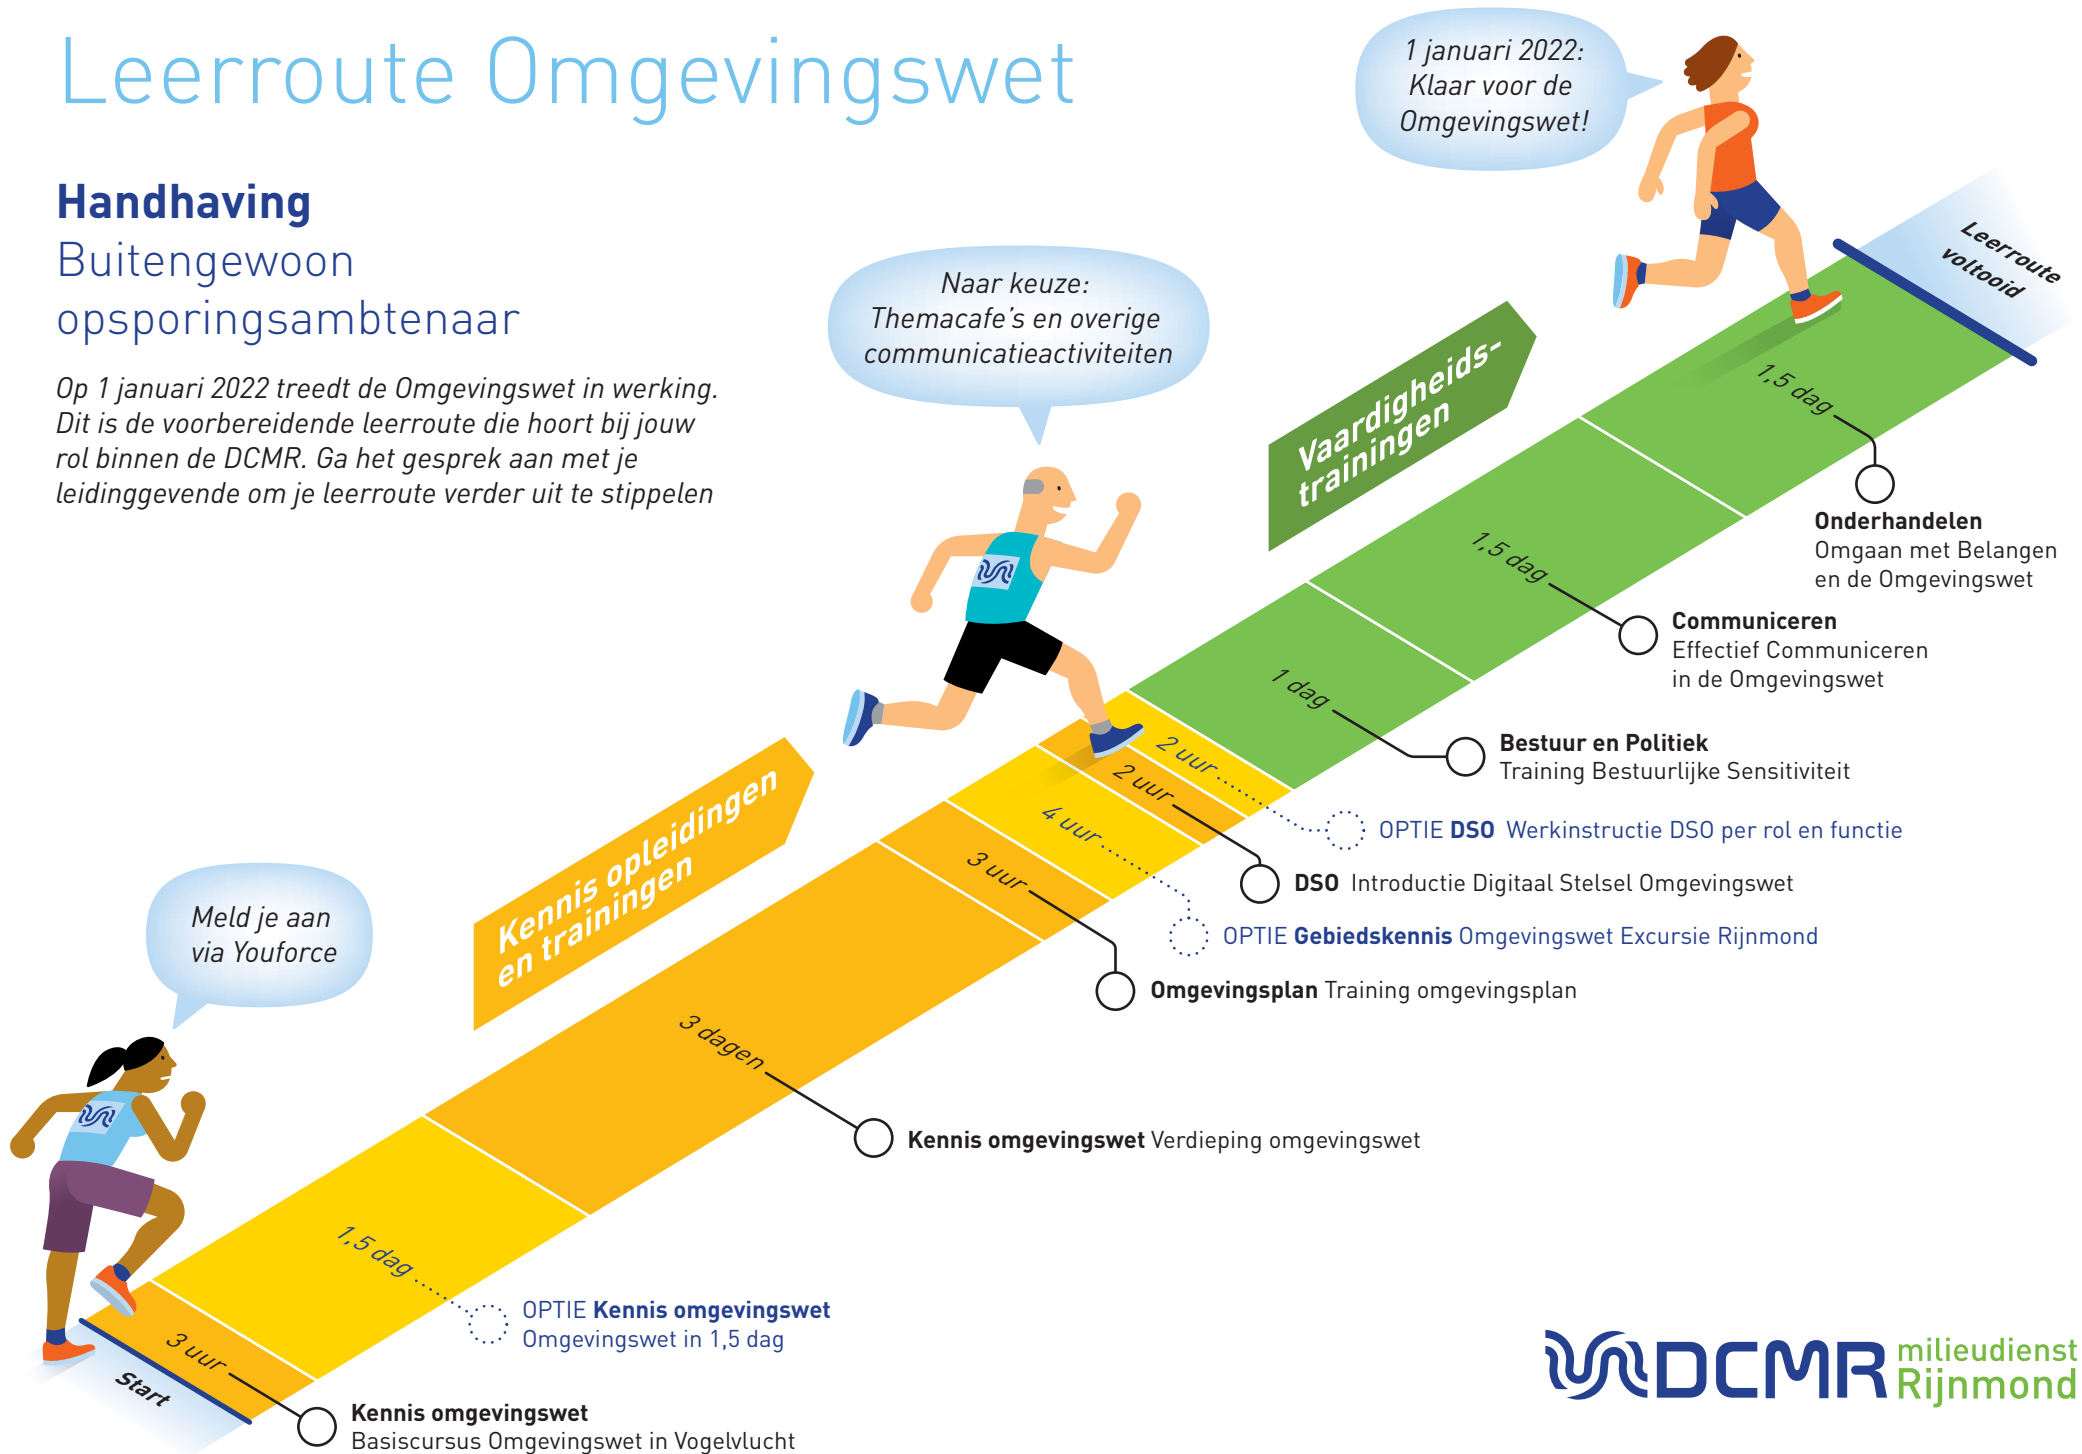 Leerroute Omgevingswet
Handhaving
Buitengewoon
opsporingsambtenaar
Op 1 januari 2022 treedt de Omgevingswet in werking.
Dit is de voorbereidende leerroute die hoort bij jouw
rol binnen de DCMR. Ga het gesprek aan met je
leidinggevende om je leerroute verder uit te stippelen
1 januari 2022:
Klaar voor de
Omgevingswet!
Leerroute
voltooid
Naar keuze:
Themacafe's en overige
communicatieactiviteiten
Vaardigheids-
trainingen
1,5 dag
Onderhandelen
Omgaan met Belangen
en de Omgevingswet
1,5 dag
Communiceren
Effectief Communiceren
in de Omgevingswet
1 dag
Bestuur en Politiek
Training Bestuurlijke Sensitiviteit
2 uur
OPTIE DSO Werkinstructie DSO per rol en functie
2 uur
DSO Introductie Digitaal Stelsel Omgevingswet
4 uur
OPTIE Gebiedskennis Omgevingswet Excursie Rijnmond
3 uur
Omgevingsplan Training omgevingsplan
Kennis opleidingen
en trainingen
3 dagen
Kennis omgevingswet Verdieping omgevingswet
Meld je aan
via Youforce
1,5 dag
OPTIE Kennis omgevingswet
Omgevingswet in 1,5 dag
3 uur
Start
Kennis omgevingswet
Basiscursus Omgevingswet in Vogelvlucht
DCMR
milieudienst
Rijnmond